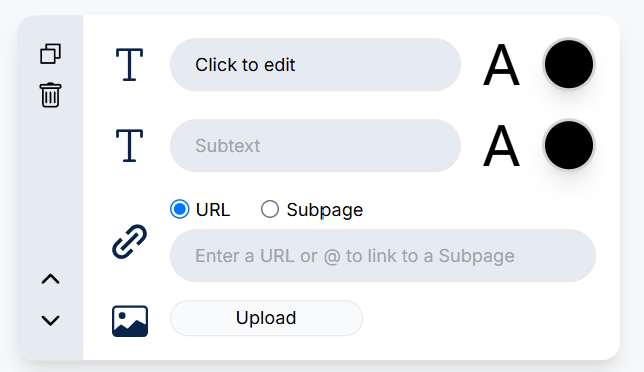 T
Click to edit
A
T
Subtext
A
URL
Subpage
Enter a URL or @ to link to a Subpage
Upload